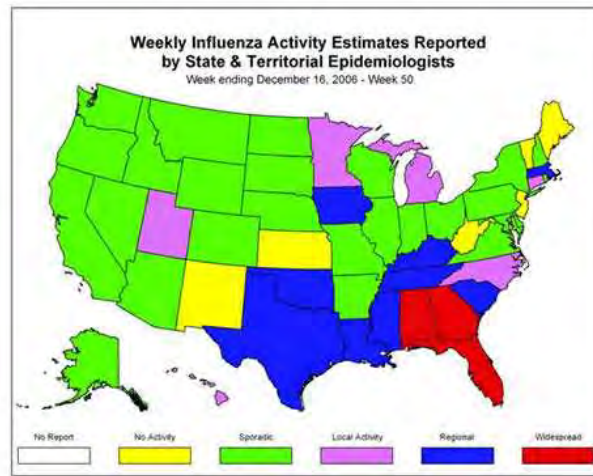 Weekly Influenza Activity Estimates Reported
by State & Territorial Epidemiologists
Week ending December 16, 2006 - Week 50
No Report
No Activity
Sporadic
Local Activity
Regional
Widespread